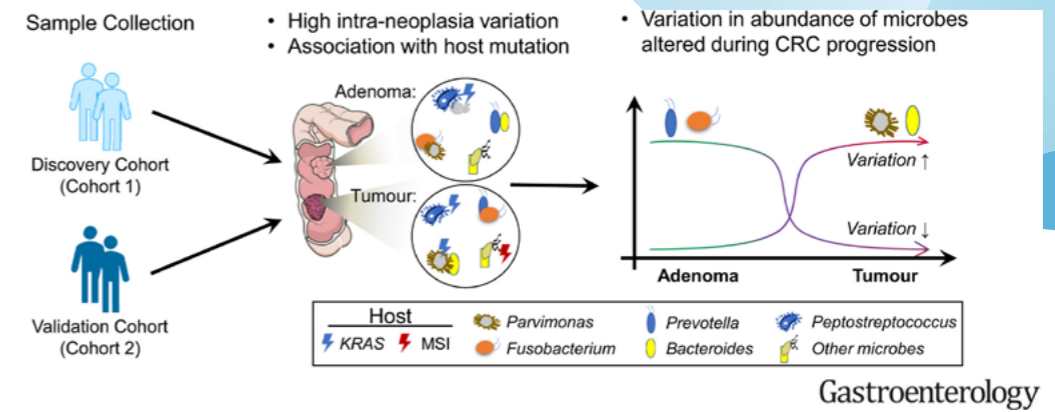 Sample Collection
Discovery Cohort
(Cohort 1)
Validation Cohort
(Cohort 2)
• High intra-neoplasia variation
• Association with host mutation
Adenoma:
Tumour:
• Variation in abundance of microbes
altered during CRC progression
Variation ↑
Variation ↓
Adenoma
Tumour
Host
KRAS
MSI
Parvimonas
Fusobacterium
Prevotella
Bacteroides
Peptostreptococcus
Other microbes
Gastroenterology